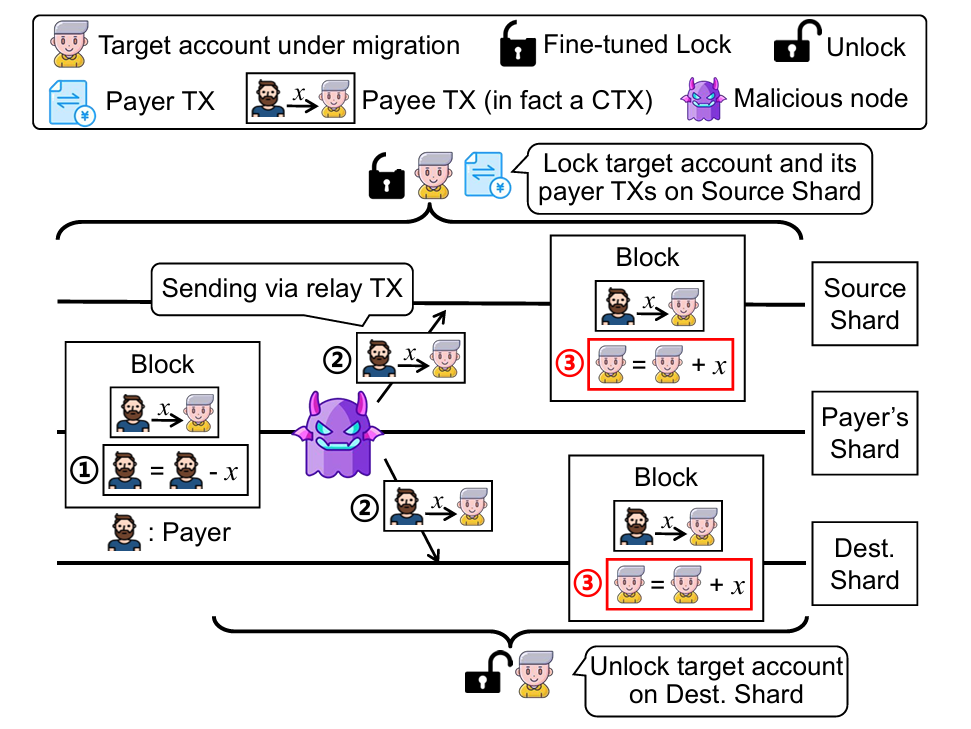 Target account under migration
Fine-tuned Lock
Unlock
¥
Payer TX
x
Payee TX (in fact a CTX)
Malicious node
¥
Lock target account and its
payer TXs on Source Shard
Sending via relay TX
Block
x
③ = + x
Source
Shard
② x
Block
x
① = - x
: Payer
Payer's
Shard
② x
Block
x
③ = + x
Dest.
Shard
Unlock target account
on Dest. Shard